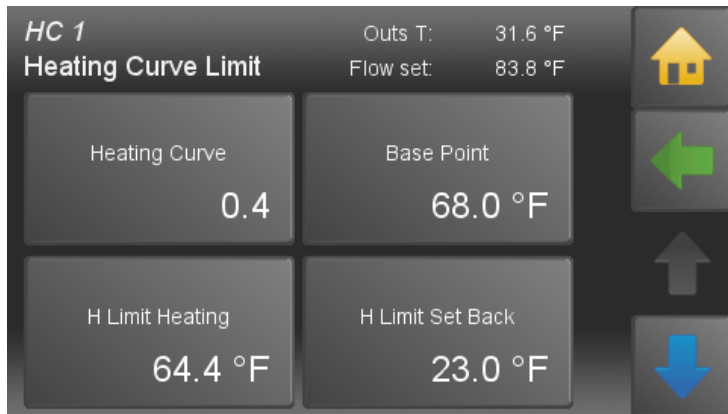 HC 1
Outs T: 31.6 °F
Heating Curve Limit
Flow set: 83.8 °F
Heating Curve
0.4
Base Point
68.0 °F
H Limit Heating
64.4 °F
H Limit Set Back
23.0 °F